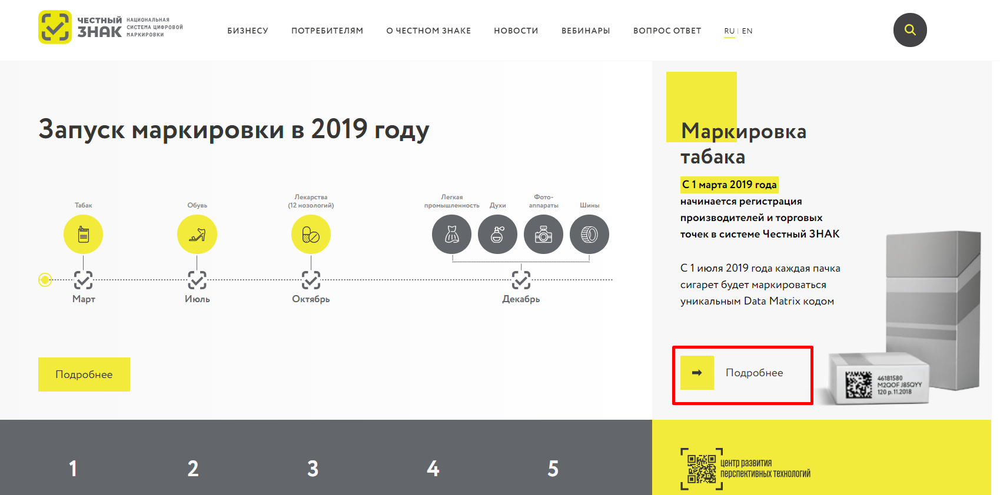 ЧЕСТНЫЙ
ЗНАК
НАЦИОНАЛЬНАЯ
СИСТЕМА ЦИФРОВОЙ
МАРКИРОВКИ
БИЗНЕСУ
ПОТРЕБИТЕЛЯМ
О ЧЕСТНОМ ЗНАКЕ
НОВОСТИ
ВЕБИНАРЫ
ВОПРОС ОТВЕТ
RU | EN
Запуск маркировки в 2019 году
Табак
Обувь
Лекарства
(12 нозологий)
Легкая
промышленность
Духи
Фото-
аппараты
Шины
Март
Июль
Октябрь
Декабрь
Подробнее
Маркировка
табака
С 1 марта 2019 года
начинается регистрация
производителей и торговых
точек в системе Честный ЗНАК
С 1 июля 2019 года каждая пачка
сигарет будет маркироваться
уникальным Data Matrix кодом
Подробнее
46181580
M2QOF J85QYY
120 р. 11.2018
1
2
3
4
5
центр развития
перспективных технологий